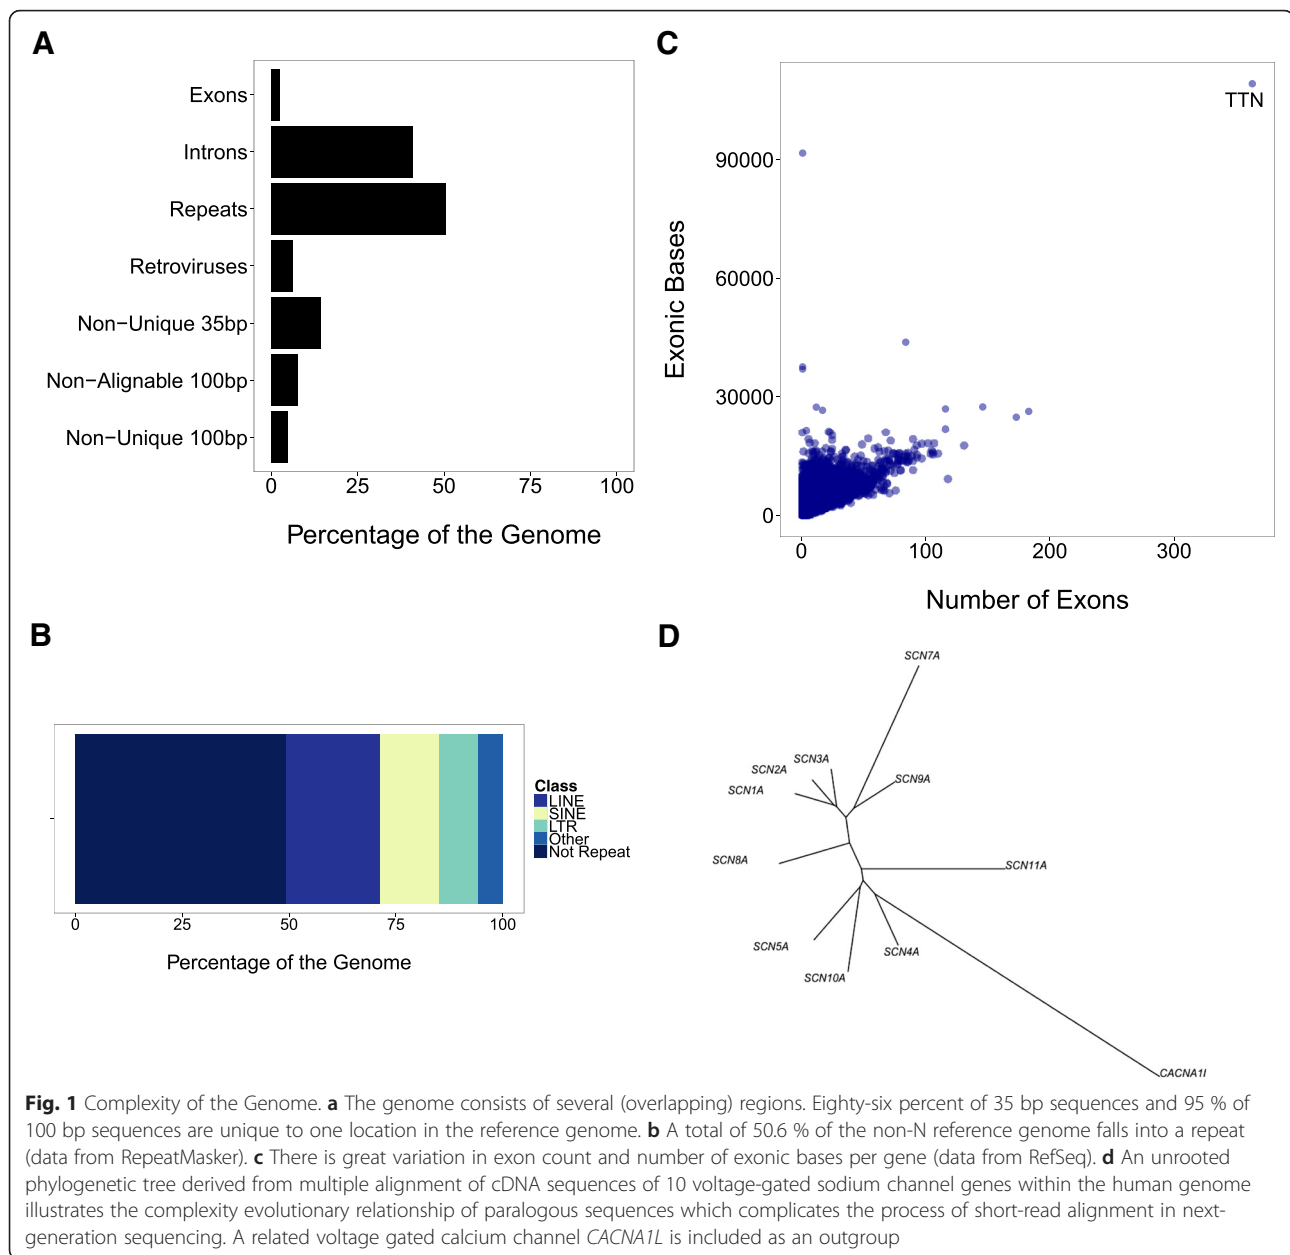 A
Exons
Introns
Repeats
Retroviruses
Non−Unique 35bp
Non−Alignable 100bp
Non−Unique 100bp
0 25 50 75 100
Percentage of the Genome
C
TTN
90000
60000
30000
0
Exonic Bases
0 100 200 300
Number of Exons
B
Class
LINE
SINE
LTR
Other
Not Repeat
0 25 50 75 100
Percentage of the Genome
D
SCN7A
SCN3A
SCN2A
SCN9A
SCN1A
SCN8A
SCN11A
SCN5A
SCN4A
SCN10A
CACNA1I
Fig. 1 Complexity of the Genome. a The genome consists of several (overlapping) regions. Eighty-six percent of 35 bp sequences and 95 % of
100 bp sequences are unique to one location in the reference genome. b A total of 50.6 % of the non-N reference genome falls into a repeat
(data from RepeatMasker). c There is great variation in exon count and number of exonic bases per gene (data from RefSeq). d An unrooted
phylogenetic tree derived from multiple alignment of cDNA sequences of 10 voltage-gated sodium channel genes within the human genome
illustrates the complexity evolutionary relationship of paralogous sequences which complicates the process of short-read alignment in next-
generation sequencing. A related voltage gated calcium channel CACNA1L is included as an outgroup